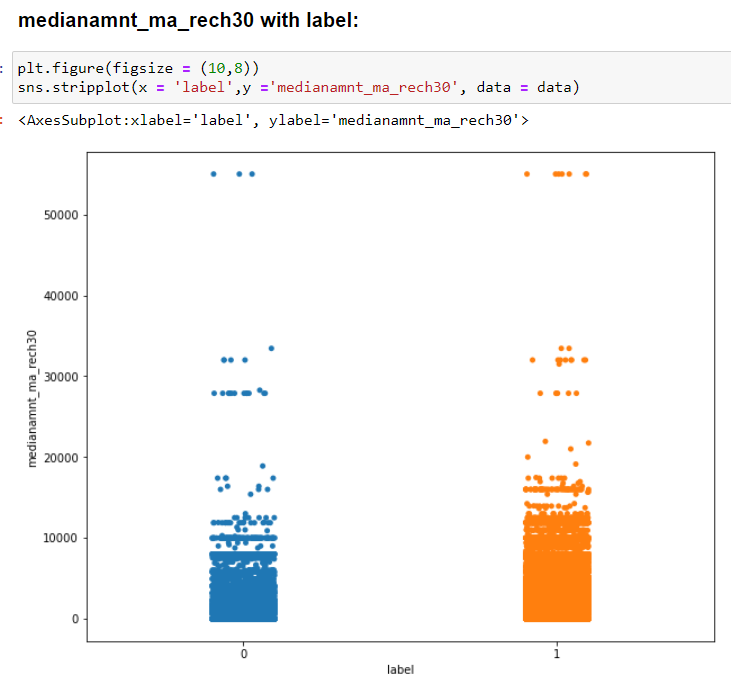 medianamnt_ma_rech30 with label:
: plt.figure(figsize = (10,8))
sns.stripplot(x = 'label',y ='medianamnt_ma_rech30', data = data)
: <AxesSubplot:xlabel='label', ylabel='medianamnt_ma_rech30'>
50000
40000
30000
20000
10000
0
medianamnt_ma_rech30
0 1
label